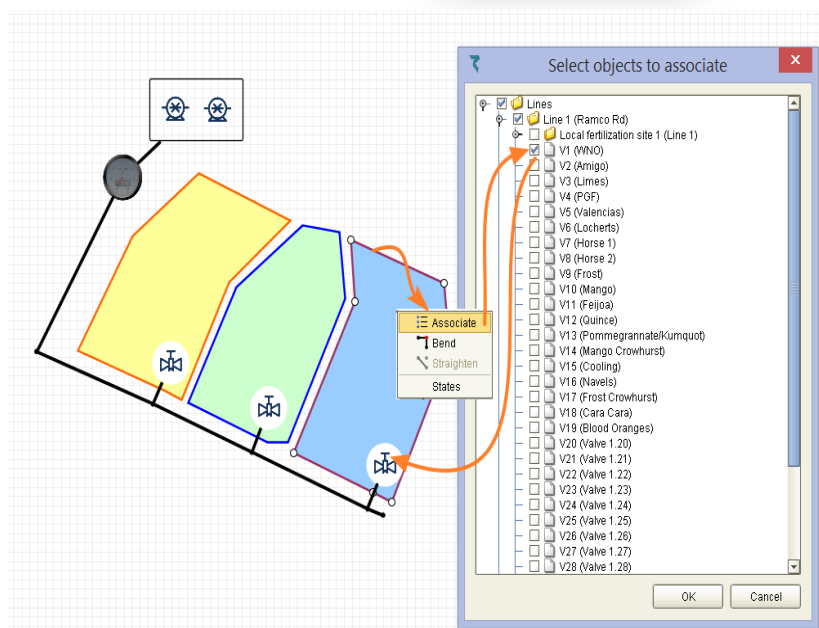 Select objects to associate
x
Lines
Line 1 (Ramco Rd)
Local fertilization site 1 (Line 1)
V1 (WNO)
V2 (Amigo)
V3 (Limes)
V4 (PGF)
V5 (Valencias)
V6 (Locherts)
V7 (Horse 1)
V8 (Horse 2)
V9 (Frost)
V10 (Mango)
V11 (Feijoa)
V12 (Quince)
V13 (Pommegrannate/Kumquot)
V14 (Mango Crowhurst)
V15 (Cooling)
V16 (Navels)
V17 (Frost Crowhurst)
V18 (Cara Cara)
V19 (Blood Oranges)
V20 (Valve 1.20)
V21 (Valve 1.21)
V22 (Valve 1.22)
V23 (Valve 1.23)
V24 (Valve 1.24)
V25 (Valve 1.25)
V26 (Valve 1.26)
V27 (Valve 1.27)
V28 (Valve 1.28)
OK
Cancel
Associate
Bend
Straighten
States